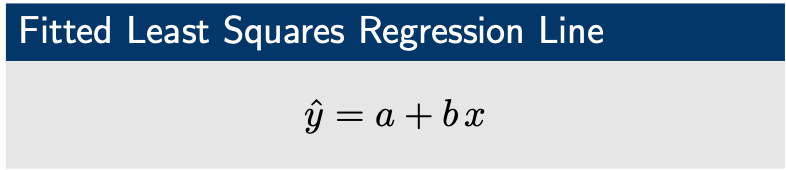 Fitted Least Squares Regression Line
ŷ = a + b x